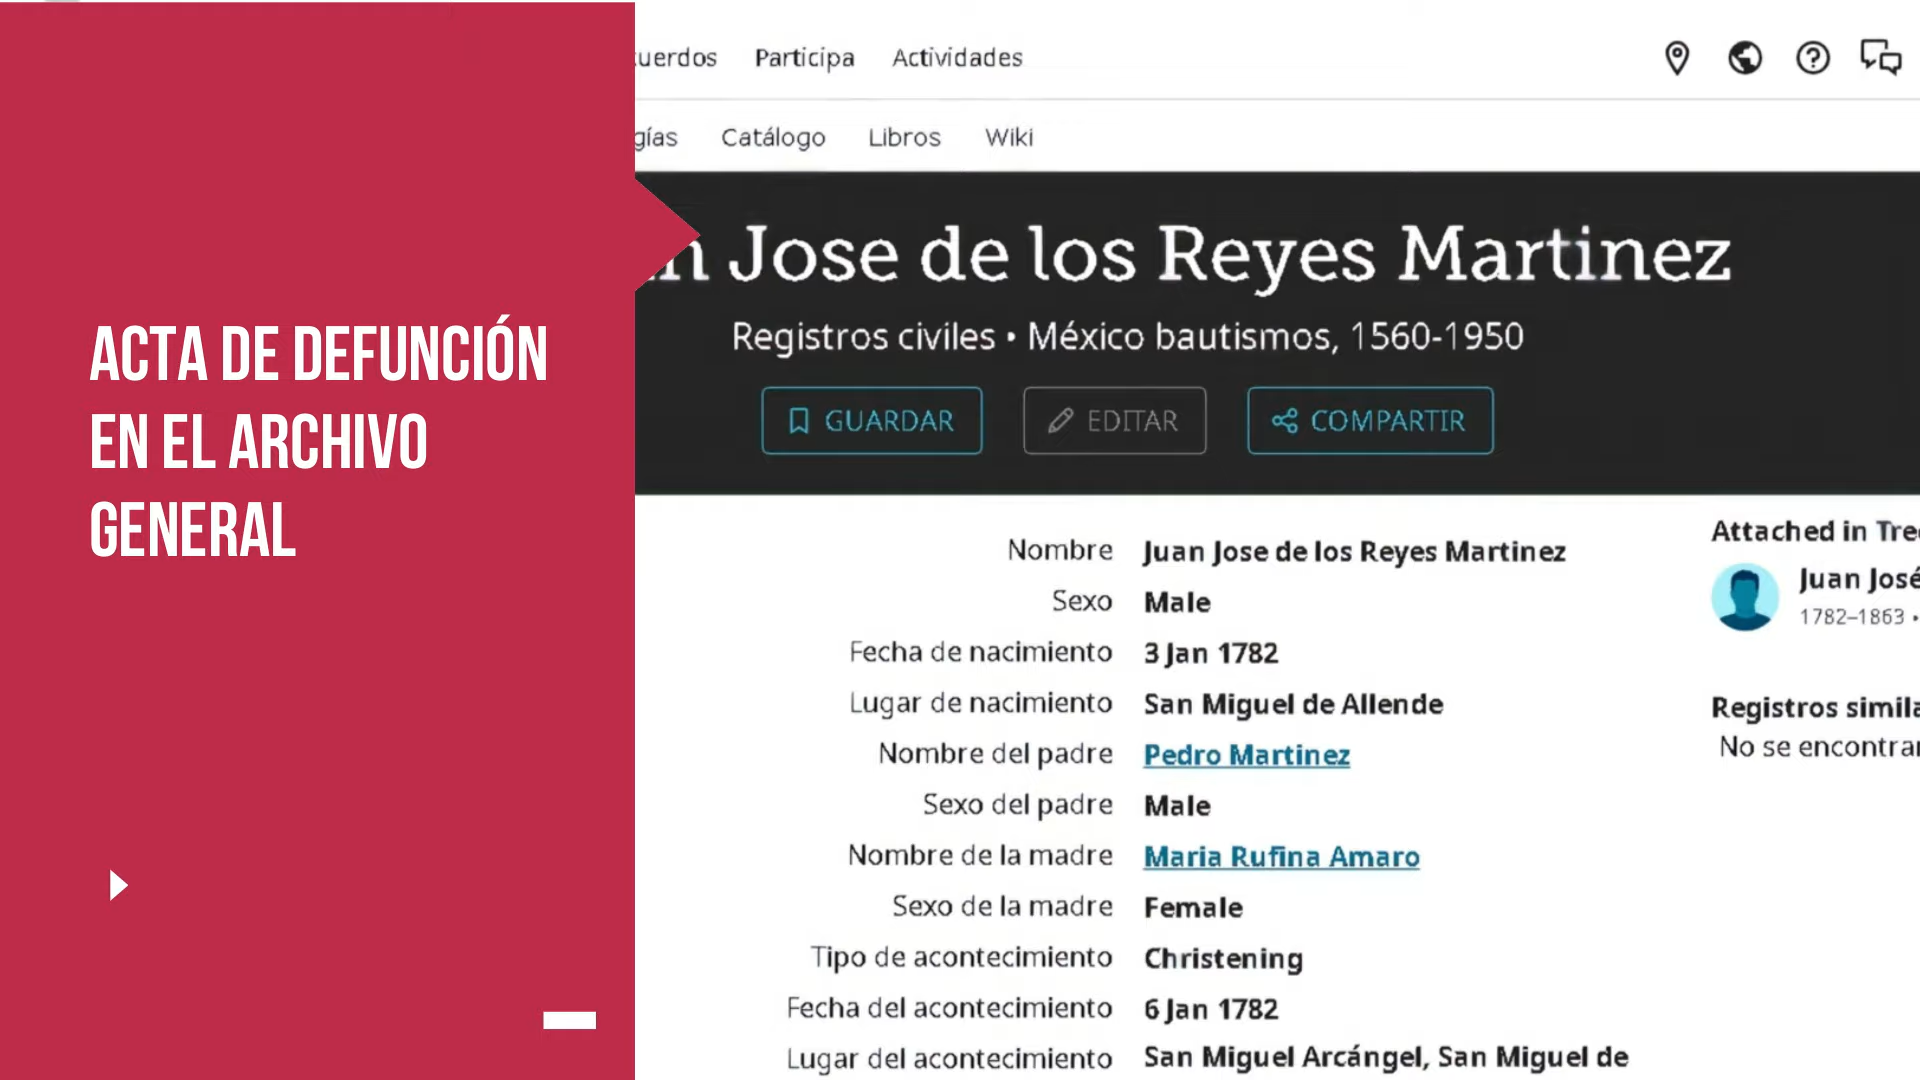 ACTA DE DEFUNCIÓN
EN EL ARCHIVO
GENERAL
Participa Actividades
Catálogo Libros Wiki
Jose de los Reyes Martinez
Registros civiles • México bautismos, 1560-1950
GUARDAR EDITAR COMPARTIR
Nombre Juan Jose de los Reyes Martinez
Sexo Male
Fecha de nacimiento 3 Jan 1782
Lugar de nacimiento San Miguel de Allende
Nombre del padre Pedro Martinez
Sexo del padre Male
Nombre de la madre Maria Rufina Amaro
Sexo de la madre Female
Tipo de acontecimiento Christening
Fecha del acontecimiento 6 Jan 1782
Lugar del acontecimiento San Miguel Arcángel, San Miguel de
Attached in
Juan José
1782–1863 •
Registros
No se